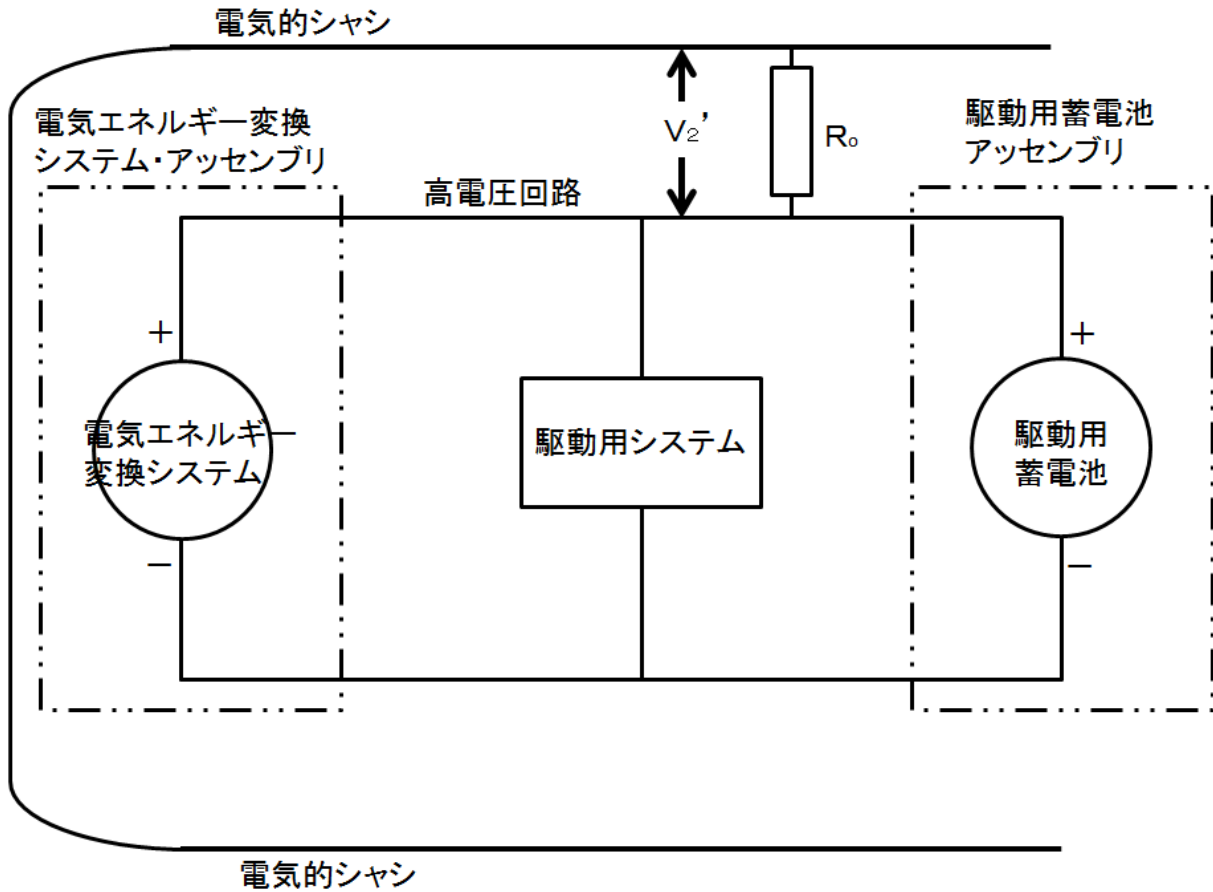 電気的シャシ
電気エネルギー変換
システム・アッセンブリ
駆動用蓄電池
アッセンブリ
V₂’
Rₒ
高電圧回路
＋
＋
電気エネルギー
変換システム
駆動用システム
駆動用
蓄電池
－
－
電気的シャシ